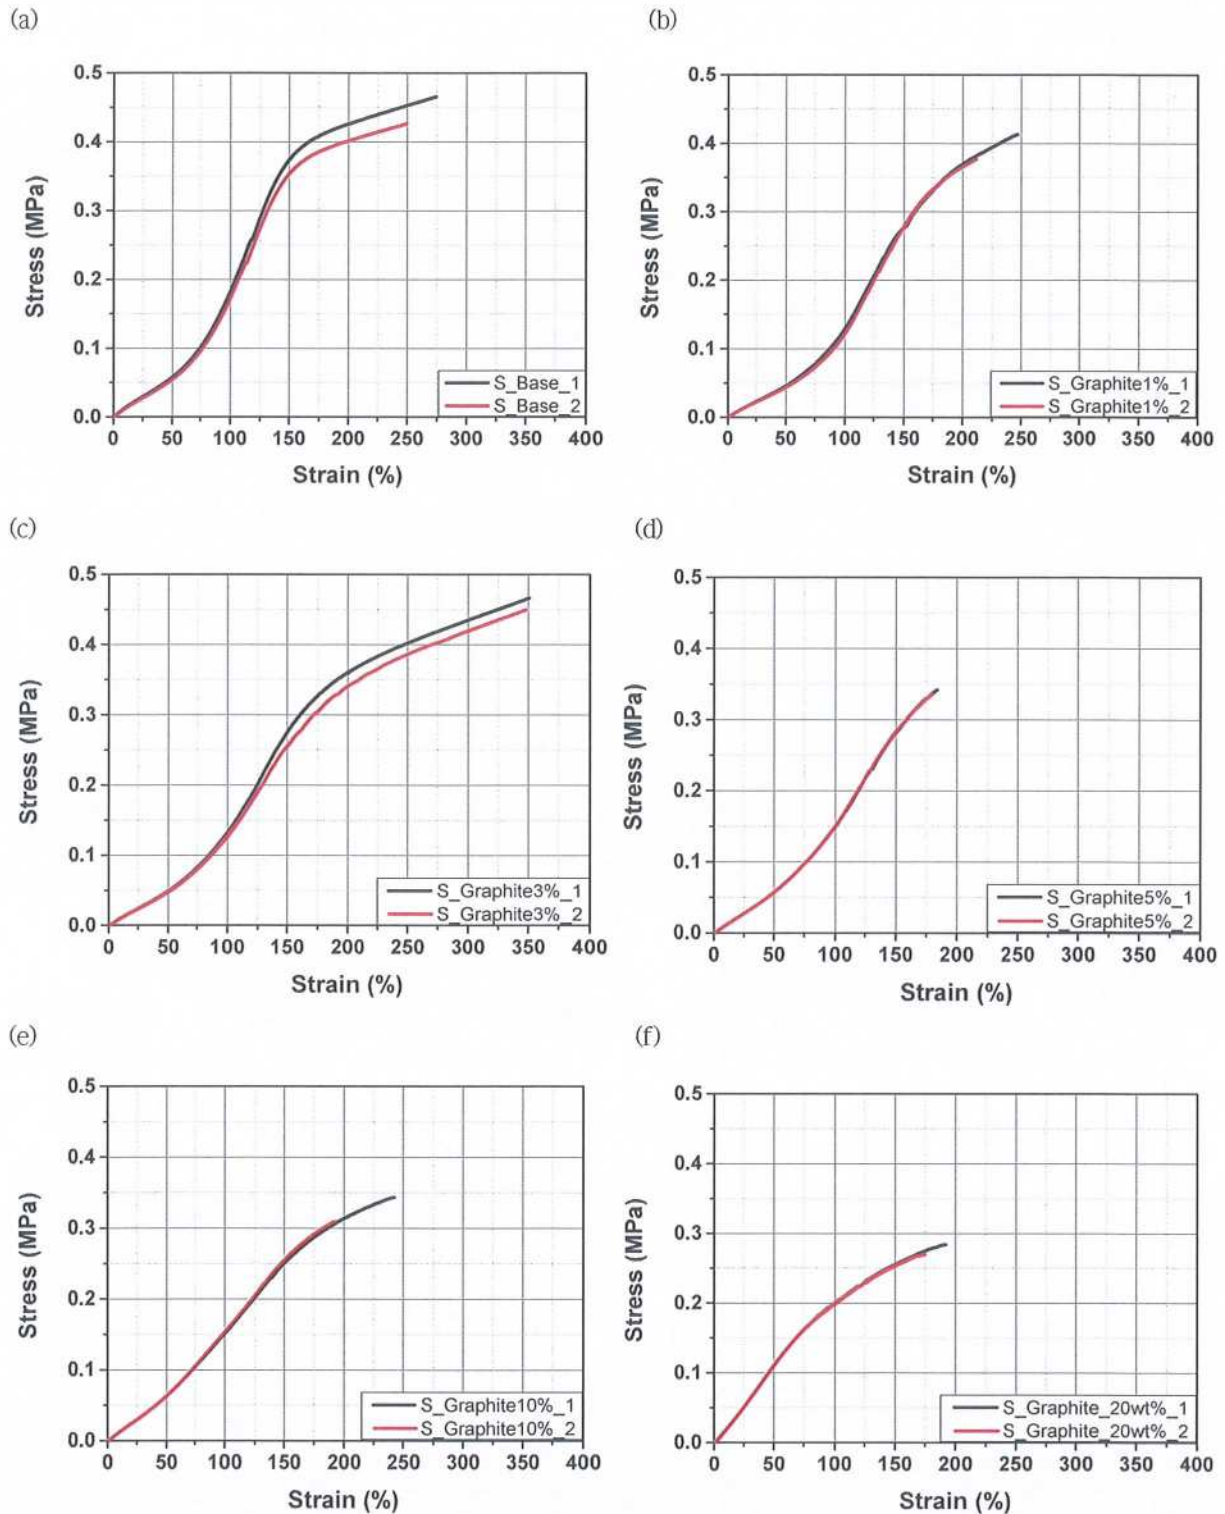 (a)
(b)
0.5
0.4
0.3
0.2
0.1
0.0
Stress (MPa)
S_Base_1
S_Base_2
0 50 100 150 200 250 300 350 400
Strain (%)
0.5
0.4
0.3
0.2
0.1
0.0
Stress (MPa)
S_Graphite1%_1
S_Graphite1%_2
0 50 100 150 200 250 300 350 400
Strain (%)
(c)
(d)
0.5
0.4
0.3
0.2
0.1
0.0
Stress (MPa)
S_Graphite3%_1
S_Graphite3%_2
0 50 100 150 200 250 300 350 400
Strain (%)
0.5
0.4
0.3
0.2
0.1
0.0
Stress (MPa)
S_Graphite5%_1
S_Graphite5%_2
0 50 100 150 200 250 300 350 400
Strain (%)
(e)
(f)
0.5
0.4
0.3
0.2
0.1
0.0
Stress (MPa)
S_Graphite10%_1
S_Graphite10%_2
0 50 100 150 200 250 300 350 400
Strain (%)
0.5
0.4
0.3
0.2
0.1
0.0
Stress (MPa)
S_Graphite_20wt%_1
S_Graphite_20wt%_2
0 50 100 150 200 250 300 350 400
Strain (%)